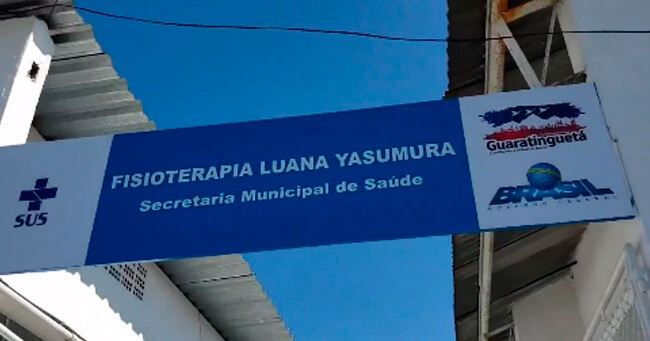 FISIOTERAPIA LUANA YASUMURA
Secretaria Municipal de Saúde
SUS
Guaratinguetá
BRASIL